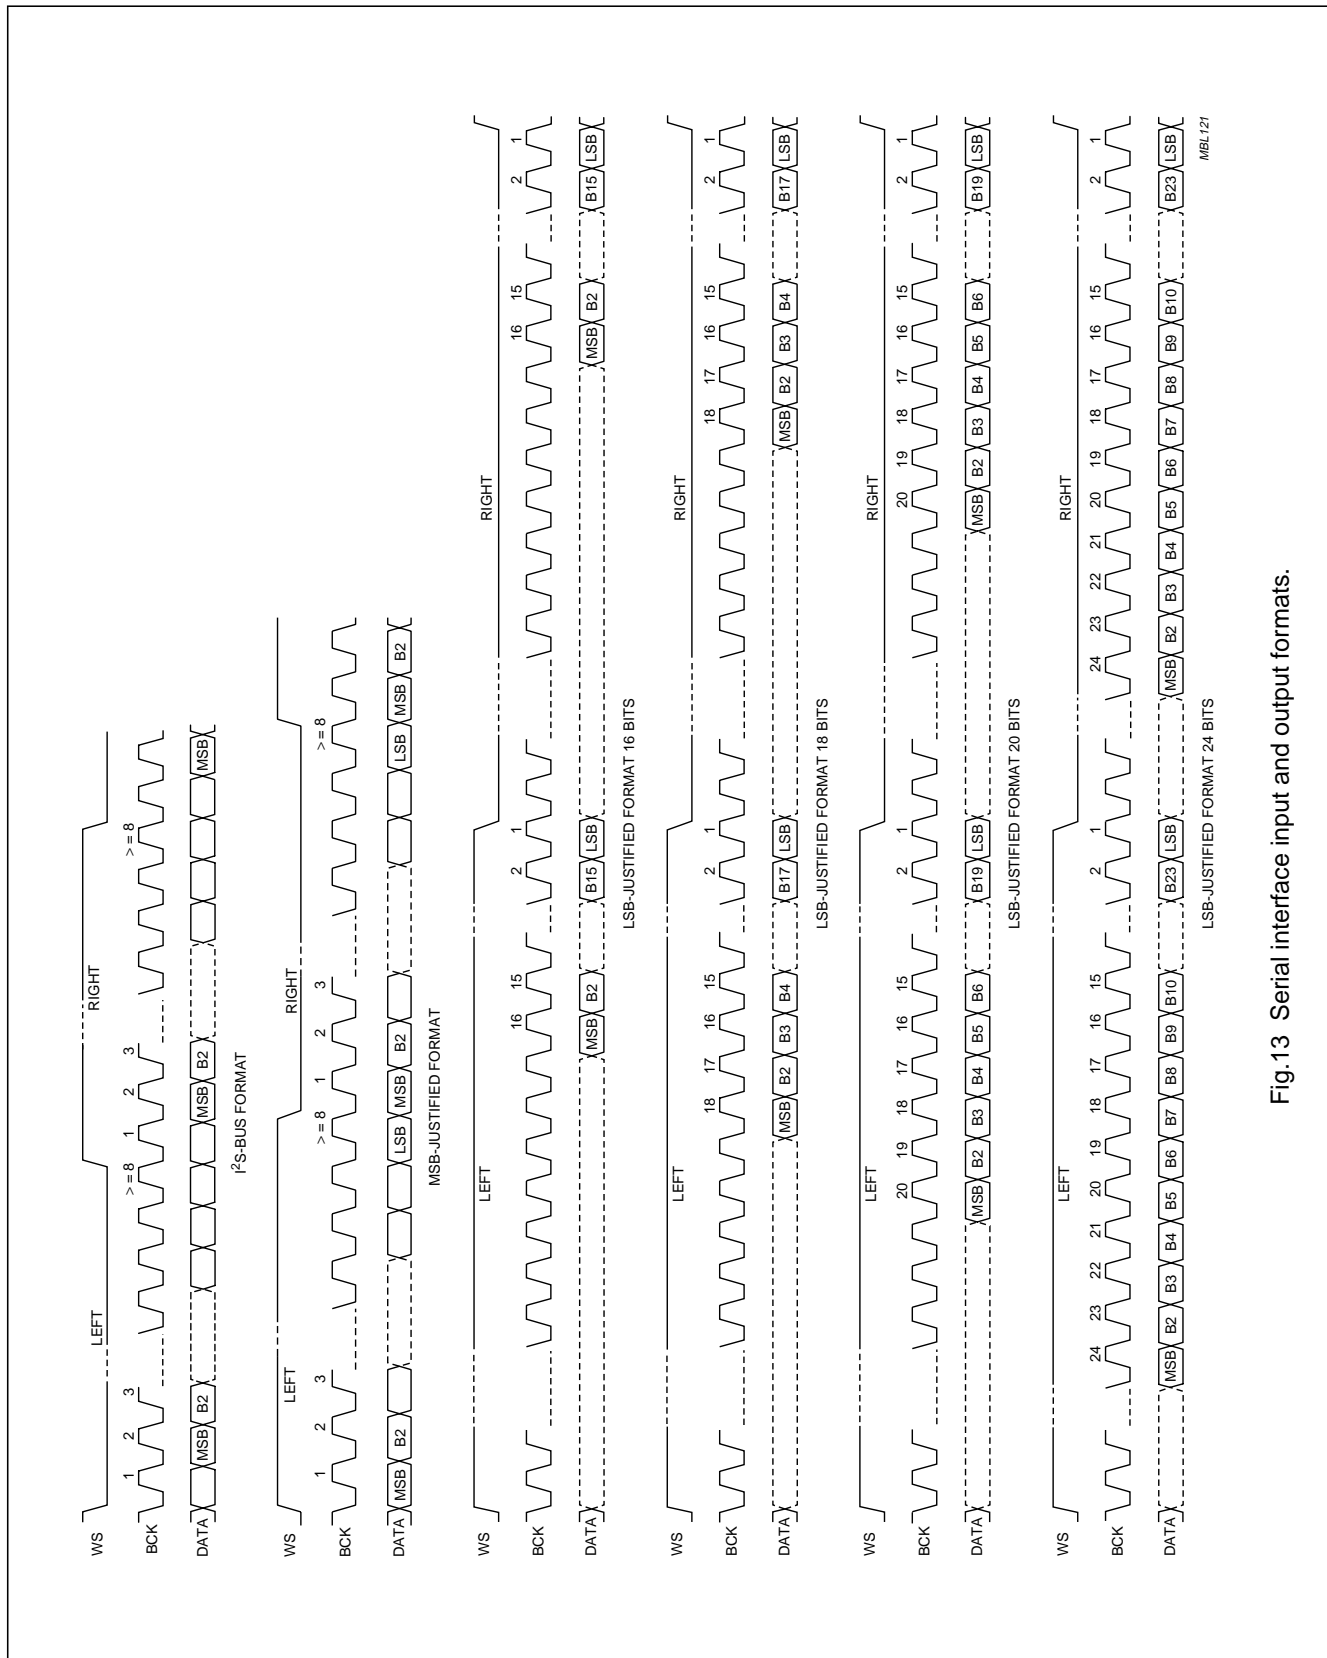 WS LEFT RIGHT
BCK 1 2 3 >=8 1 2 3 >=8
DATA MSB B2 MSB B2 MSB
I²S-BUS FORMAT
WS LEFT RIGHT
BCK 1 2 3 >=8 1 2 3 >=8
DATA MSB B2 LSB MSB B2 LSB MSB B2
MSB-JUSTIFIED FORMAT
WS LEFT RIGHT
BCK 16 15 2 1 16 15 2 1
DATA MSB B2 B15 LSB MSB B2 B15 LSB
LSB-JUSTIFIED FORMAT 16 BITS
WS LEFT RIGHT
BCK 18 17 16 15 2 1 18 17 16 15 2 1
DATA MSB B2 B3 B4 B17 LSB MSB B2 B3 B4 B17 LSB
LSB-JUSTIFIED FORMAT 18 BITS
WS LEFT RIGHT
BCK 20 19 18 17 16 15 2 1 20 19 18 17 16 15 2 1
DATA MSB B2 B3 B4 B5 B6 B19 LSB MSB B2 B3 B4 B5 B6 B19 LSB
LSB-JUSTIFIED FORMAT 20 BITS
WS LEFT RIGHT
BCK 24 23 22 21 20 19 18 17 16 15 2 1 24 23 22 21 20 19 18 17 16 15 2 1
DATA MSB B2 B3 B4 B5 B6 B7 B8 B9 B10 B23 LSB MSB B2 B3 B4 B5 B6 B7 B8 B9 B10 B23 LSB
LSB-JUSTIFIED FORMAT 24 BITS
MBL121
Fig.13 Serial interface input and output formats.